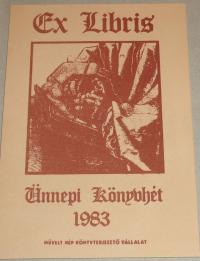 Ex Libris
Ünnepi Könyvhét
1983
MŰVELT NÉP KÖNYVTERJESZTŐ VÁLLALAT